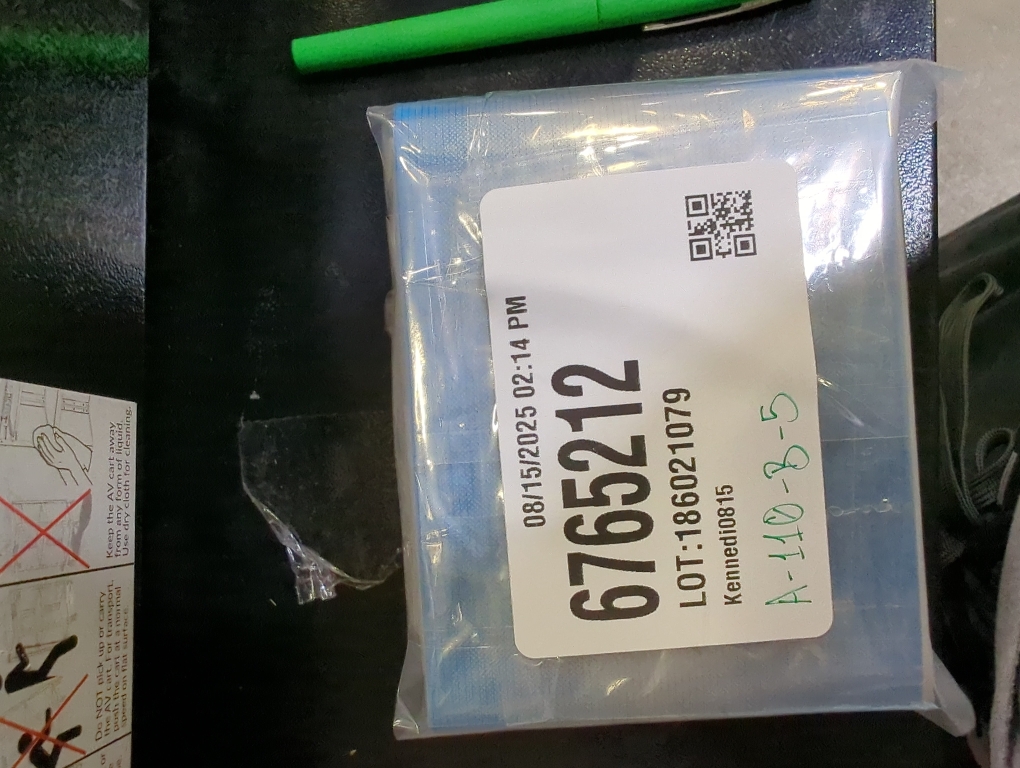 08/15/2025 02:14 PM
6765212
LOT:186021079
Kennedi0815
A-110-B-5
Keep the AV cart away
from any form of liquid.
Use dry cloth for cleaning.
Do NOT pick up or carry
the AV cart. For transport,
push the cart at a normal
speed on flat surface.